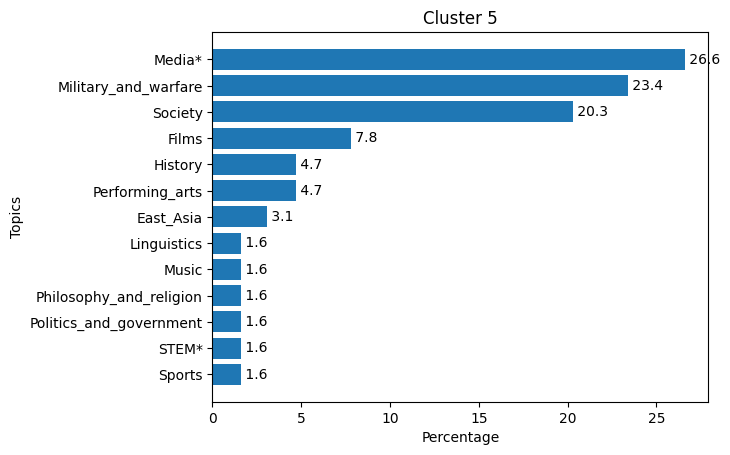 Cluster 5
Topics
Media* 26.6
Military_and_warfare 23.4
Society 20.3
Films 7.8
History 4.7
Performing_arts 4.7
East_Asia 3.1
Linguistics 1.6
Music 1.6
Philosophy_and_religion 1.6
Politics_and_government 1.6
STEM* 1.6
Sports 1.6
0 5 10 15 20 25
Percentage